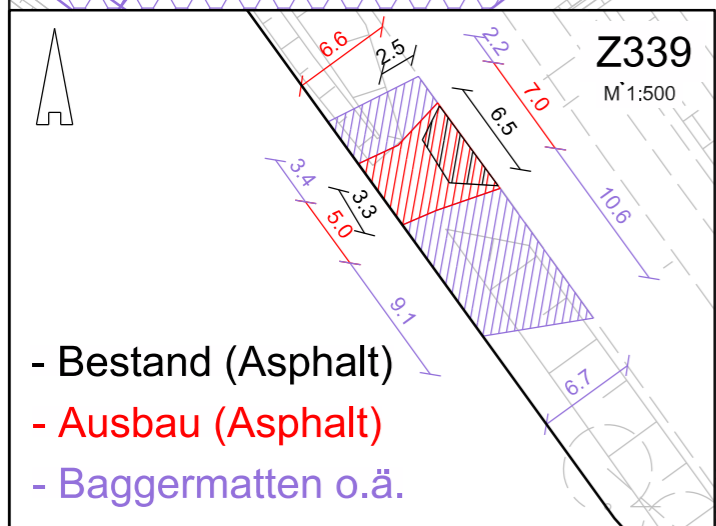 Z339
M 1:500
6.6
2.5
2.2
7.0
6.5
10.6
3.4
3.3
5.0
9.1
6.7
- Bestand (Asphalt)
- Ausbau (Asphalt)
- Baggermatten o.ä.